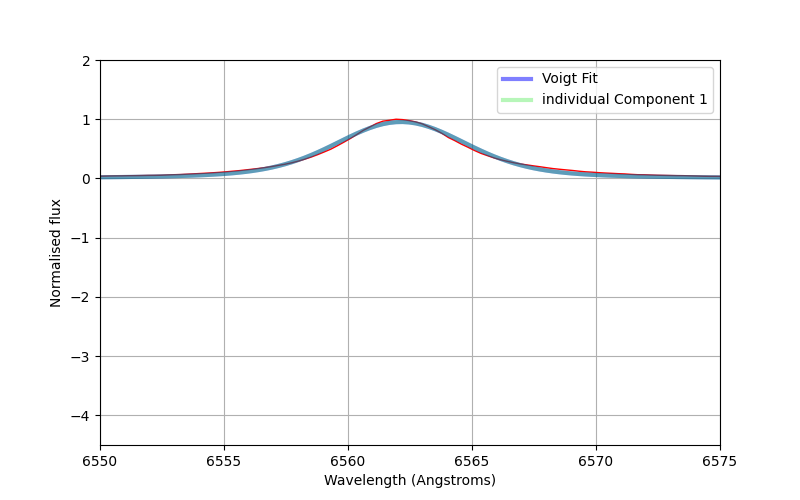 Voigt Fit
individual Component 1
2
1
0
−1
−2
−3
−4
Normalised flux
6550 6555 6560 6565 6570 6575
Wavelength (Angstroms)